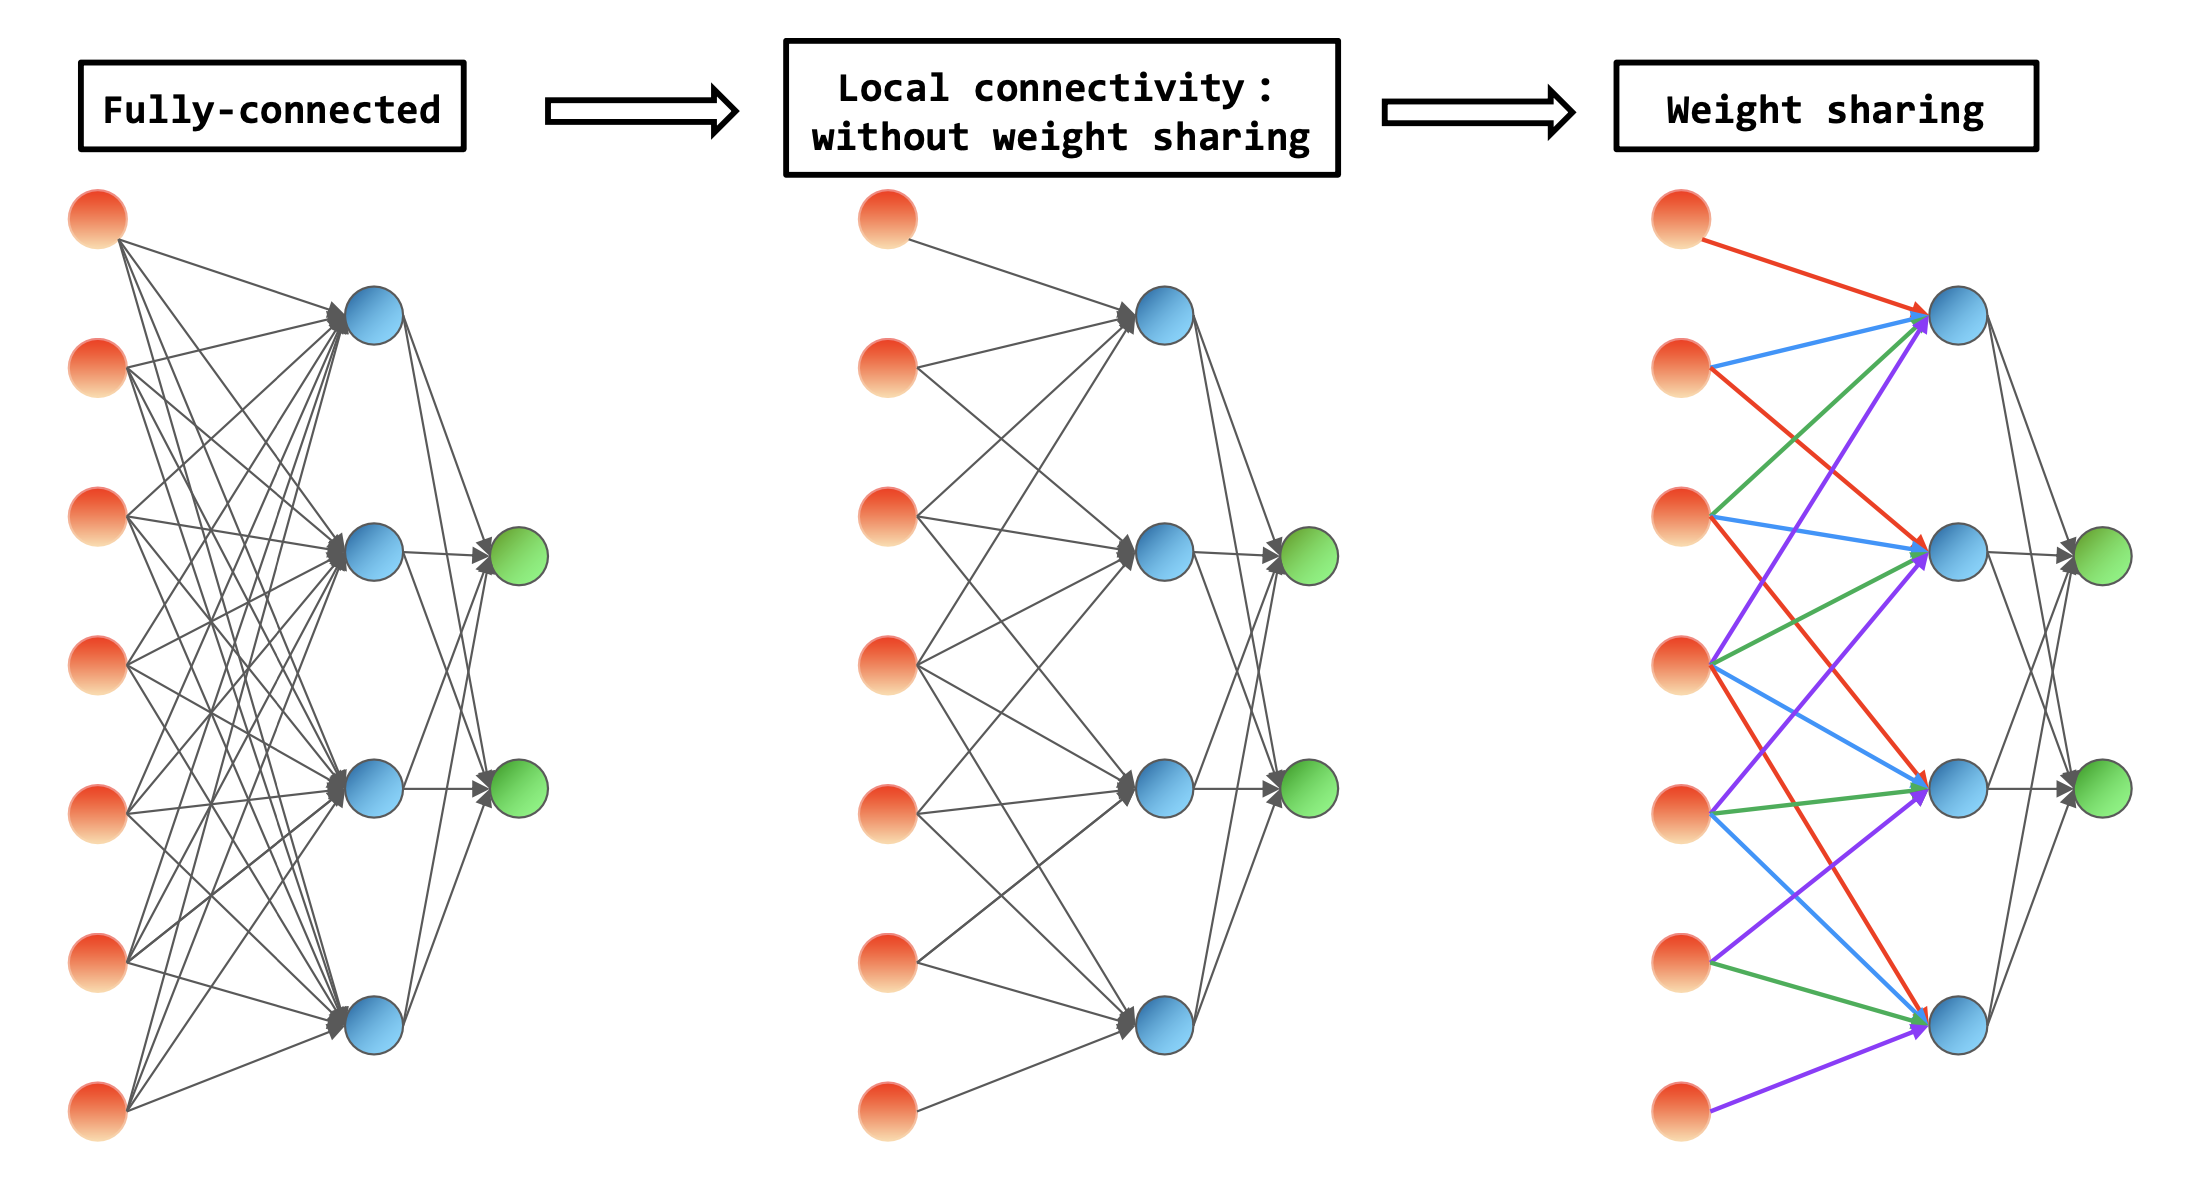 Fully-connected
Local connectivity :
without weight sharing
Weight sharing